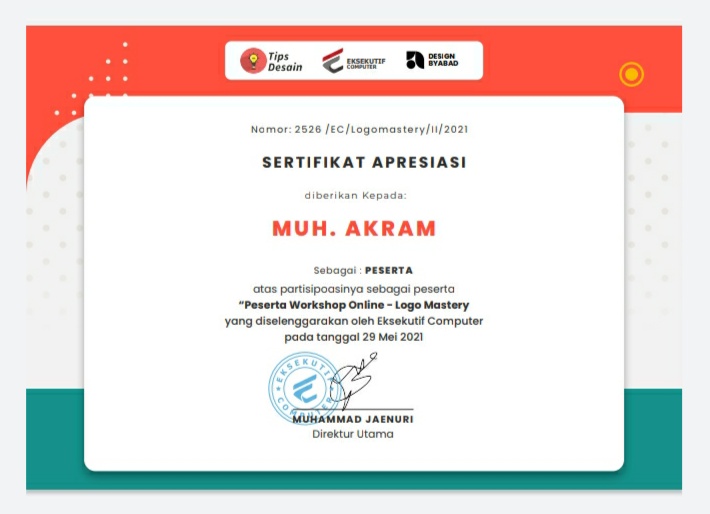 Tips
Desain
EKSEKUTIF
COMPUTER
DESIGN
BYABAD
Nomor: 2526 /EC/Logomastery/II/2021
SERTIFIKAT APRESIASI
diberikan Kepada:
MUH. AKRAM
Sebagai : PESERTA
atas partisipoasinya sebagai peserta
“Peserta Workshop Online - Logo Mastery
yang diselenggarakan oleh Eksekutif Computer
pada tanggal 29 Mei 2021
EKSEKUTIF
COMPUTER
MUHAMMAD JAENURI
Direktur Utama